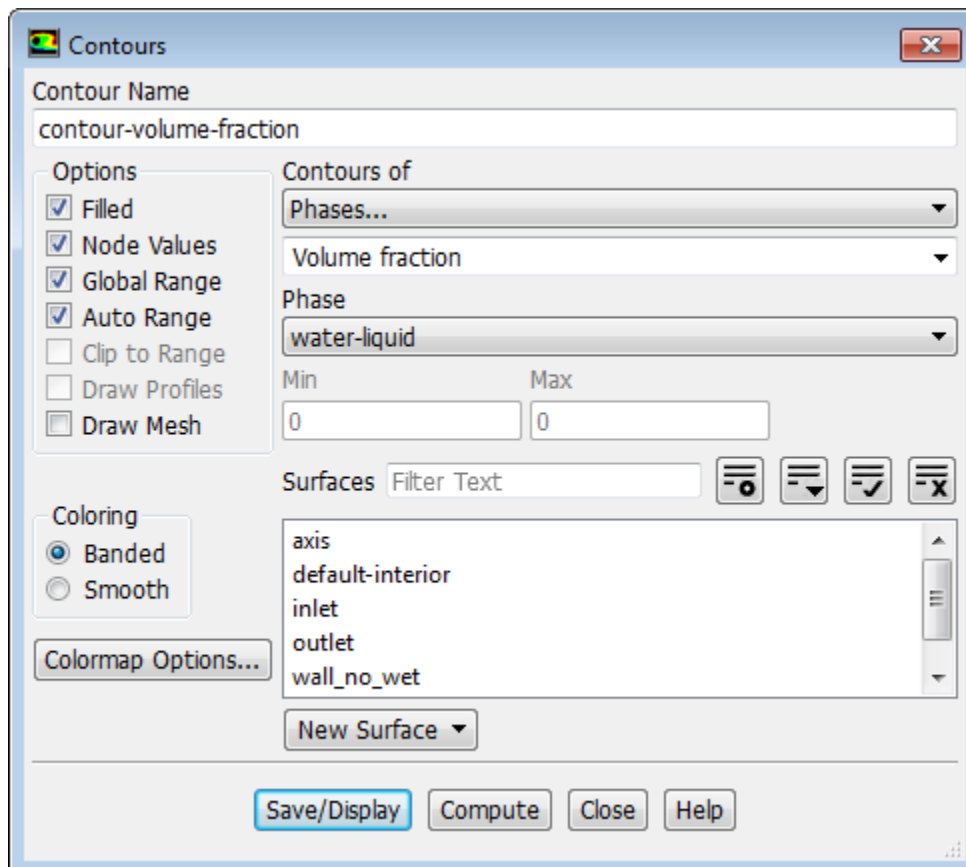 Contours
Contour Name
contour-volume-fraction
Options
Filled
Node Values
Global Range
Auto Range
Clip to Range
Draw Profiles
Draw Mesh
Coloring
Banded
Smooth
Colormap Options...
Contours of
Phases...
Volume fraction
Phase
water-liquid
Min Max
0 0
Surfaces Filter Text
axis
default-interior
inlet
outlet
wall_no_wet
New Surface
Save/Display Compute Close Help